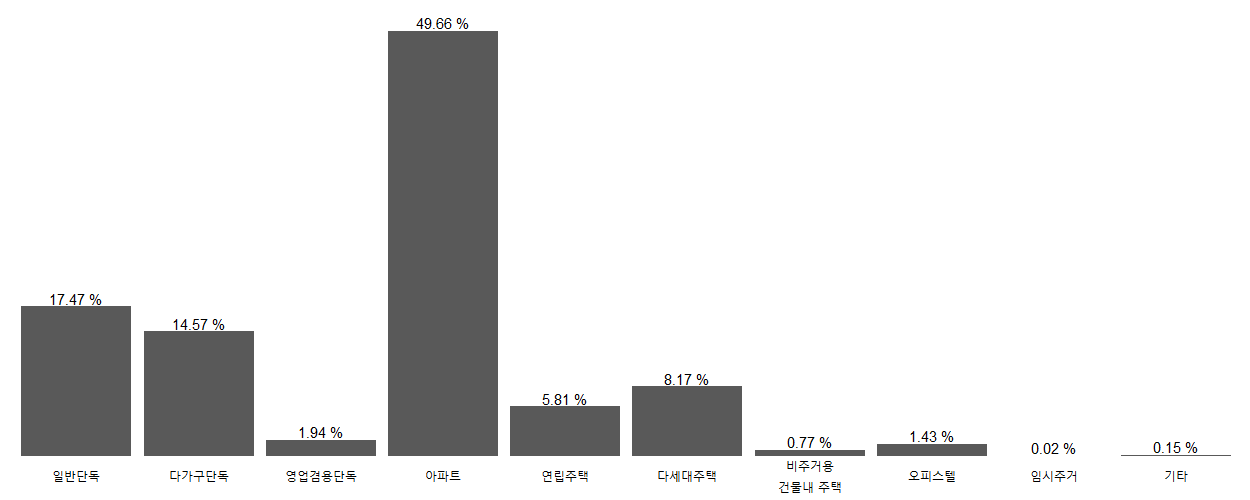 49.66 %
17.47 %
14.57 %
8.17 %
5.81 %
1.94 %
1.43 %
0.77 %
0.02 %
0.15 %
일반단독
다가구단독
영업겸용단독
아파트
연립주택
다세대주택
비주거용
건물내 주택
오피스텔
임시주거
기타